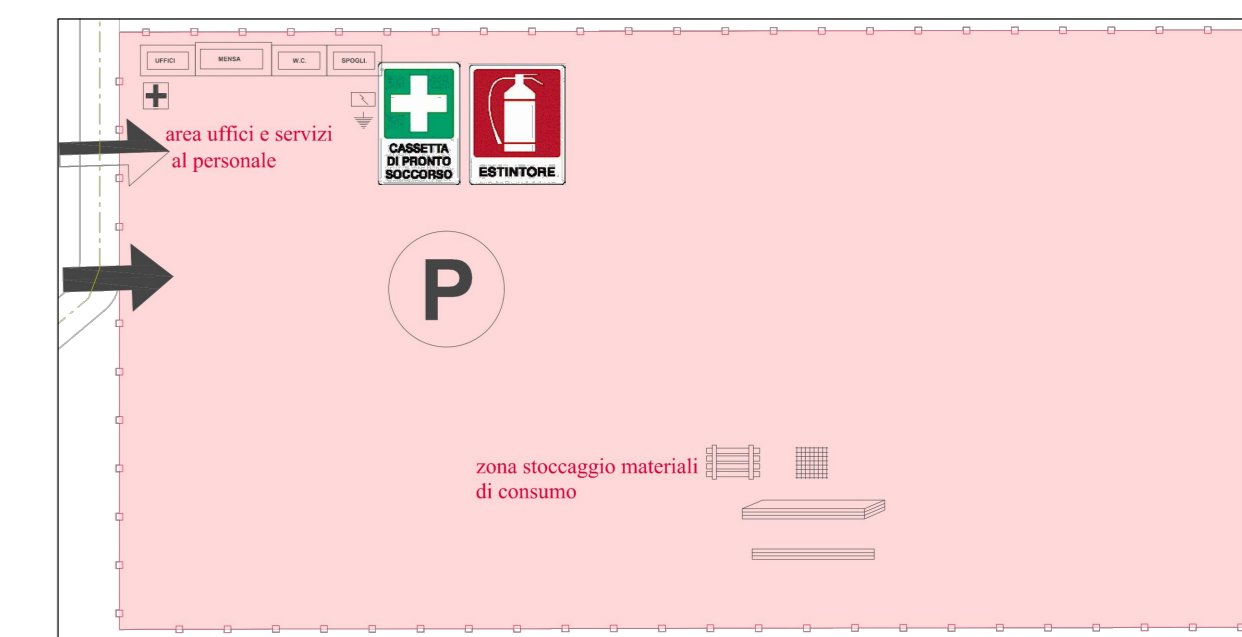 UFFICI
MENSA
W.C.
SPOGLI.
CASSETTA
DI PRONTO
SOCCORSO
ESTINTORE
area uffici e servizi
al personale
P
zona stoccaggio materiali
di consumo